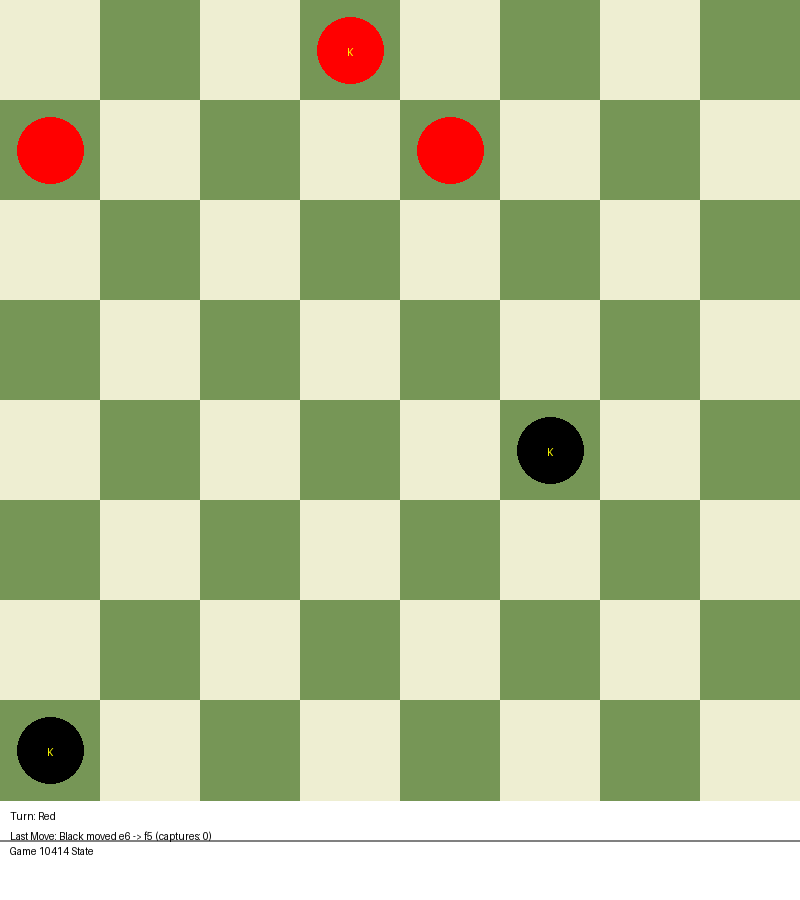 K
K
K
Turn: Red
Last Move: Black moved e6 -> f5 (captures: 0)
Game 10414 State